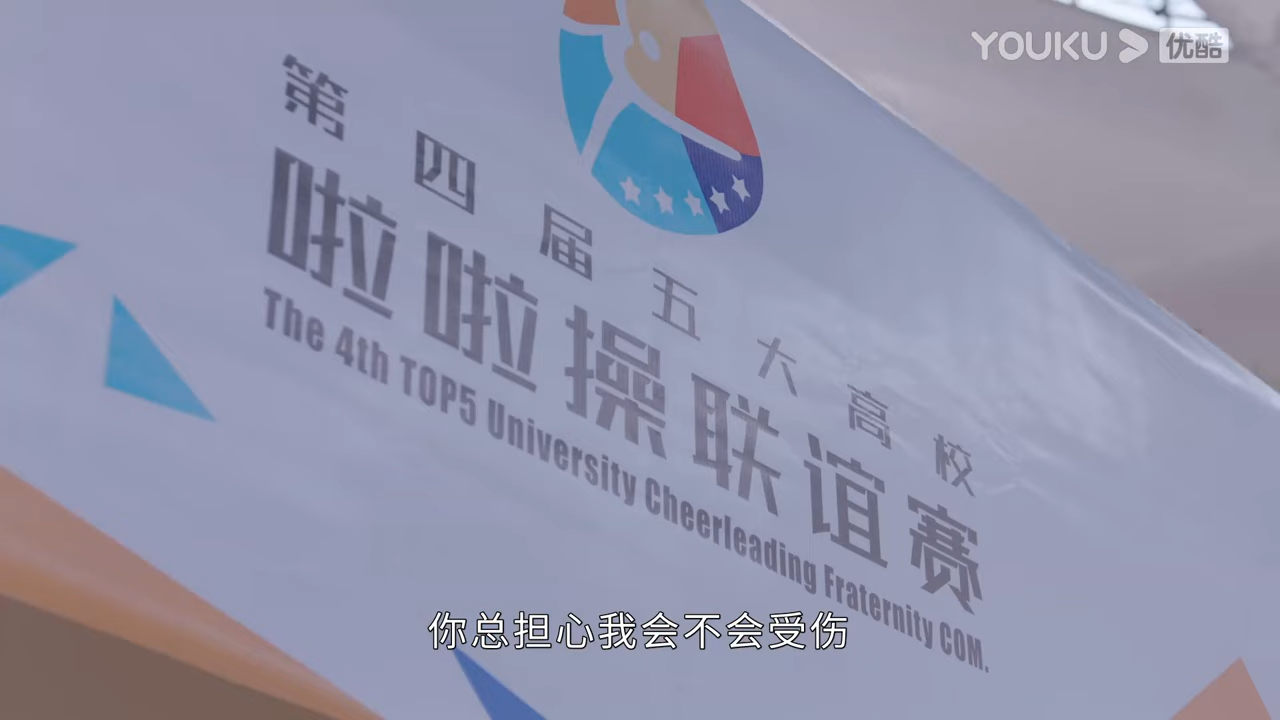 YOUKU 优酷
第四届五大高校
啦啦操联谊赛
The 4th TOP5 University Cheerleading Fraternity COM.
你总担心我会不会受伤